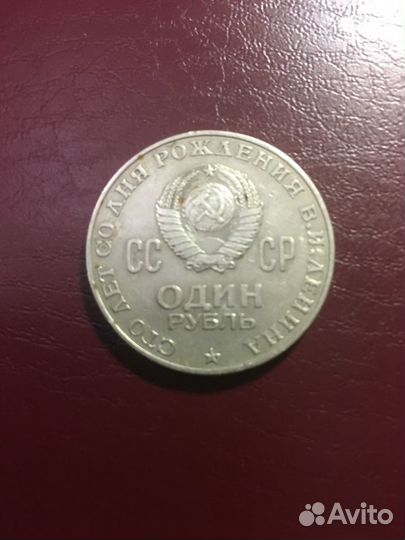 СТО ЛЕТ СО ДНЯ РОЖДЕНИЯ В.И.ЛЕНИНА
СС СР
ОДИН
РУБЛЬ
Avito